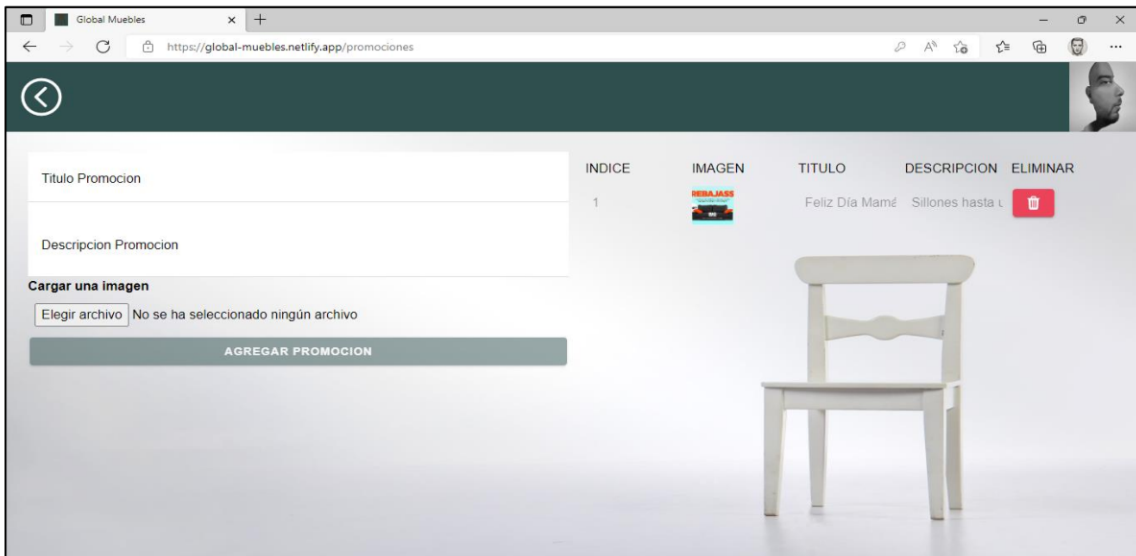 Global Muebles
https://global-muebles.netlify.app/promociones
Titulo Promocion
Descripcion Promocion
Cargar una imagen
Elegir archivo No se ha seleccionado ningún archivo
AGREGAR PROMOCION
INDICE IMAGEN TITULO DESCRIPCION ELIMINAR
REBAJASS
1 Feliz Día Mamá Sillones hasta